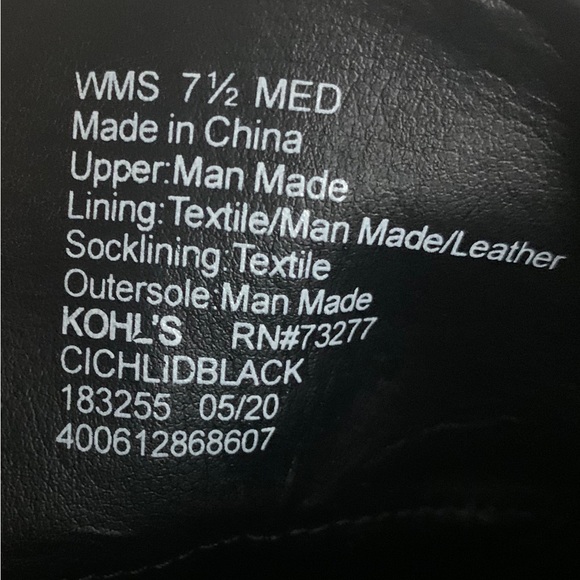 WMS 7½ MED
Made in China
Upper:Man Made
Lining:Textile/Man Made/Leather
Socklining:Textile
Outersole:Man Made
KOHL'S RN#73277
CICHLIDBLACK
183255 05/20
400612868607